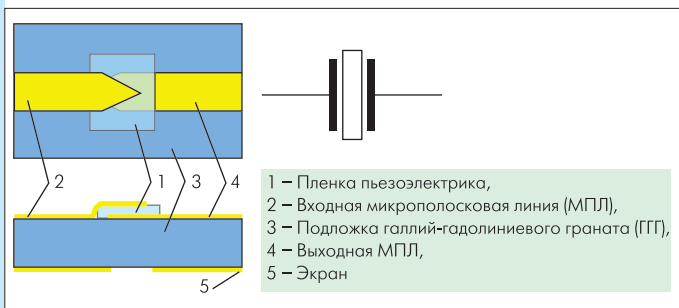 2
1
3
4
5
1 – Пленка пьезоэлектрика,
2 – Входная микрополосковая линия (МПЛ),
3 – Подложка галлий-гадолиниевого граната (ГГГ),
4 – Выходная МПЛ,
5 – Экран